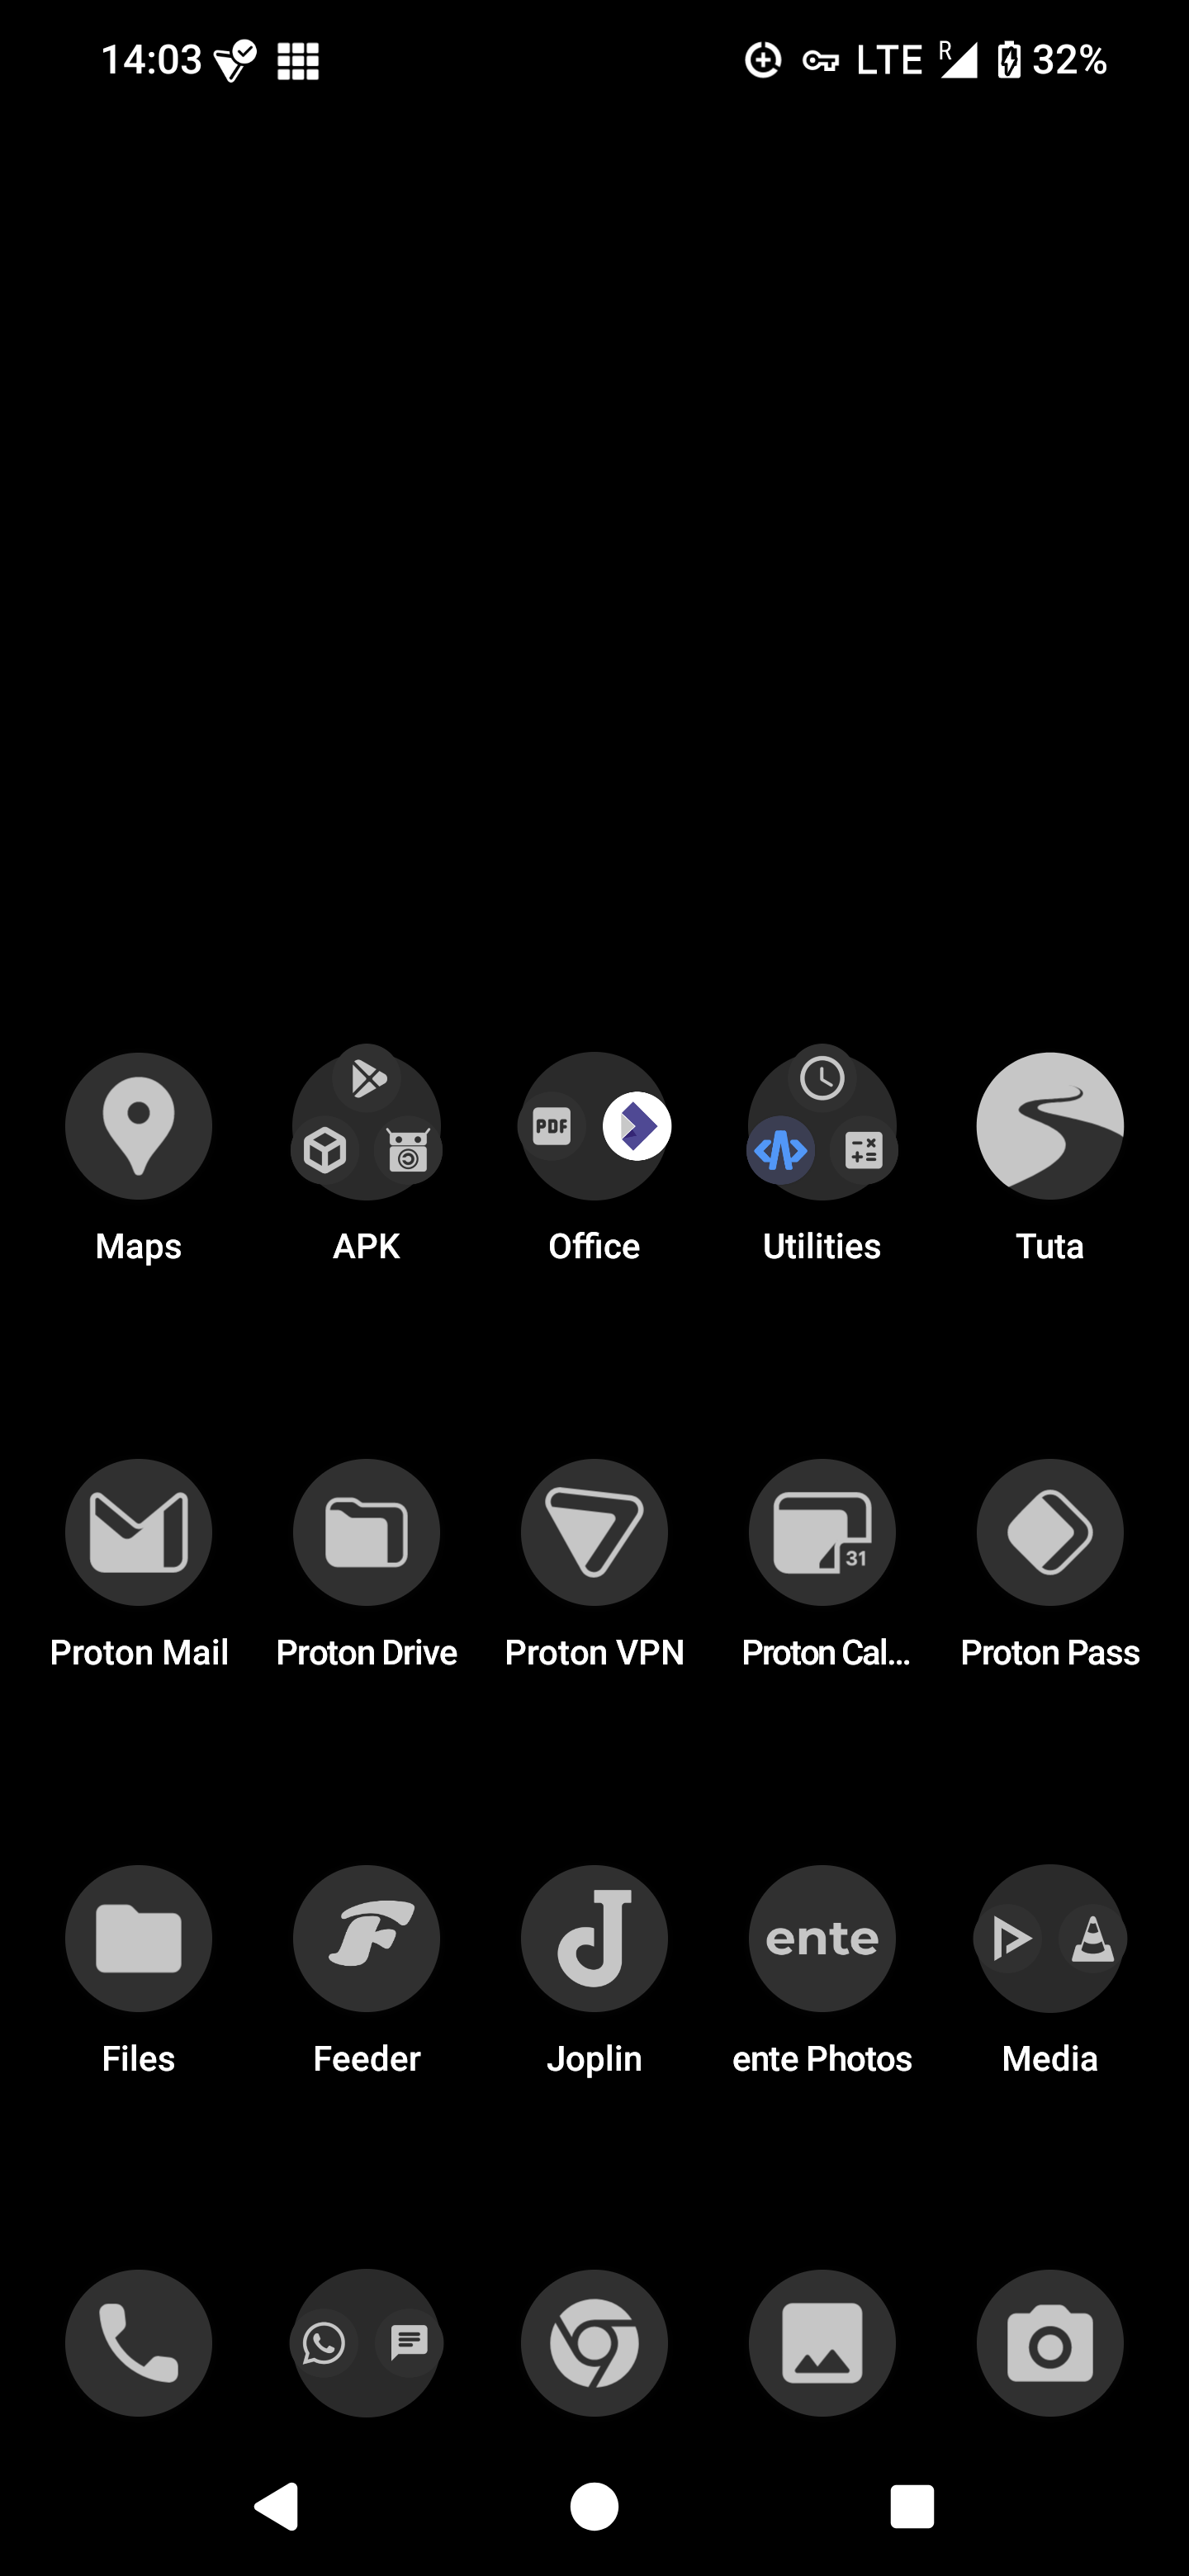 14:03 LTE R 32%
PDF
Maps APK Office Utilities Tuta
31
Proton Mail Proton Drive Proton VPN Proton Cal... Proton Pass
ente
Files Feeder Joplin ente Photos Media